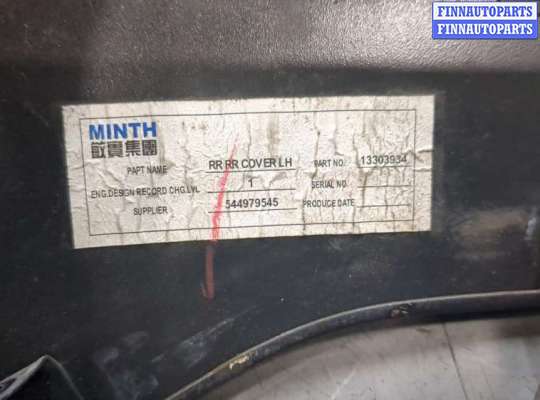 FINNAUTOPARTS
FINNAUTOPARTS
MINTH
敏貫集團
PAPT NAME RR RR COVER LH PART NO. 13303934
ENG.DESIGN RECORD CHG.LVL 1 SERIAL NO.
SUPPLIER 544979545 PRODUCE DATE